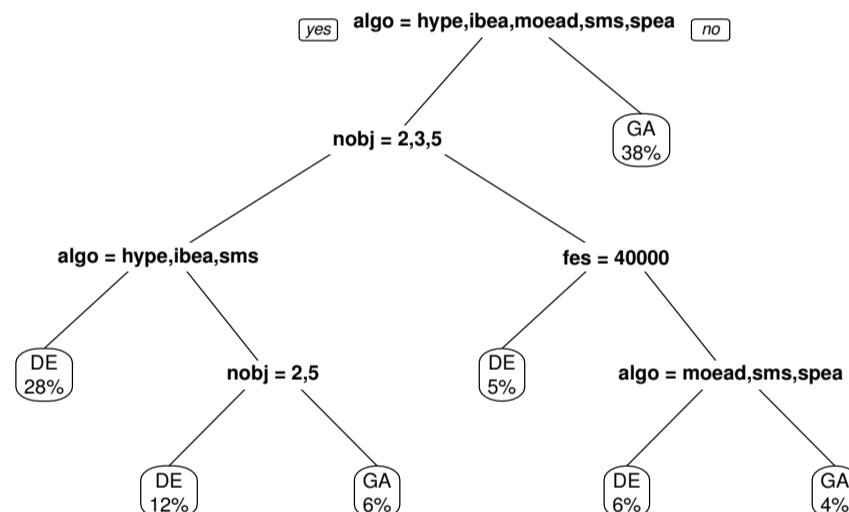 yes algo = hype,ibea,moead,sms,spea no
nobj = 2,3,5
GA
38%
algo = hype,ibea,sms
fes = 40000
DE
28%
nobj = 2,5
DE
5%
algo = moead,sms,spea
DE
12%
GA
6%
DE
6%
GA
4%